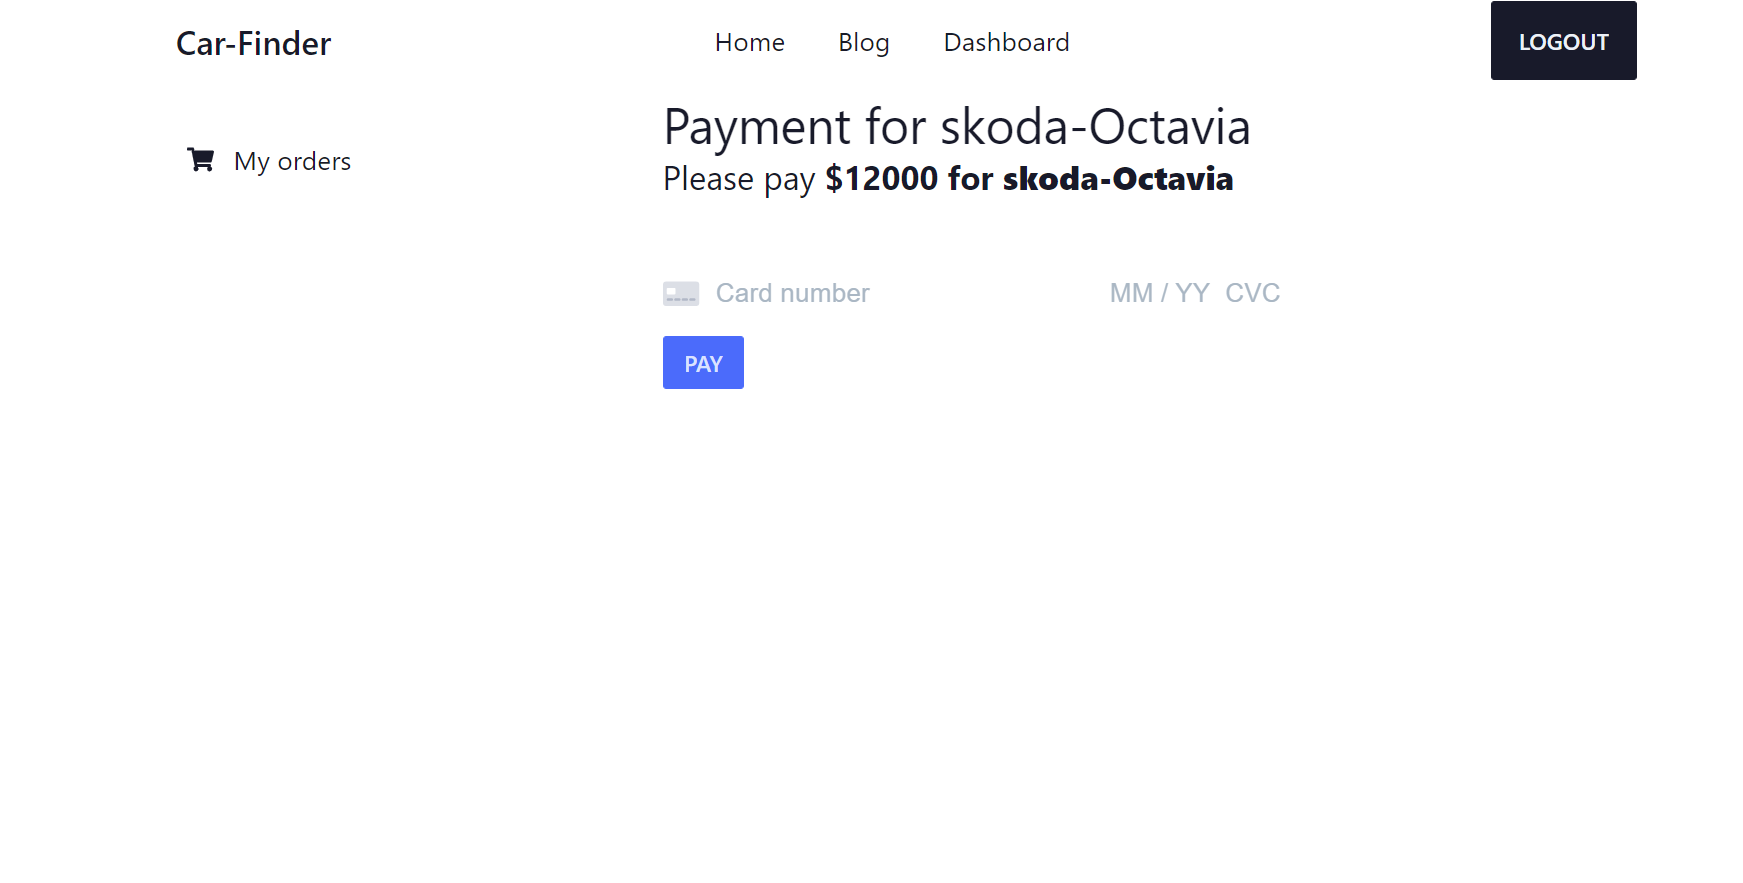 Car-Finder Home Blog Dashboard LOGOUT
My orders
Payment for skoda-Octavia
Please pay $12000 for skoda-Octavia
Card number MM / YY CVC
PAY